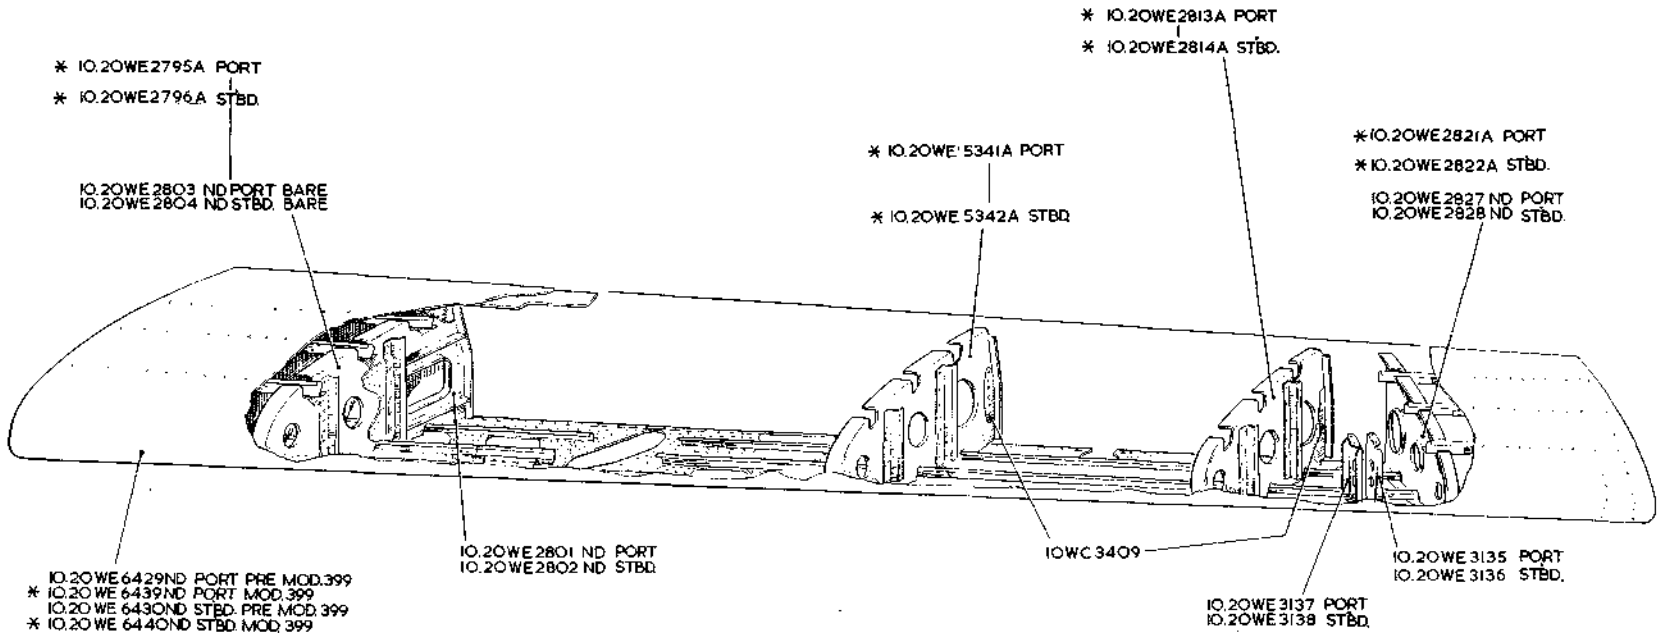 * 10.20WE2813A PORT
* 10.20WE2814A STBD.
* 10.20WE2795A PORT
* 10.20WE2796A STBD.
* 10.20WE2821A PORT
* 10.20WE2822A STBD.
* 10.20WE 5341A PORT
10.20WE2803 ND PORT BARE
10.20WE2804 ND STBD. BARE
10.20WE2827 ND PORT
10.20WE2828 ND STBD.
* 10.20WE 5342A STBD.
10.20WE2801 ND PORT
10.20WE2802 ND STBD.
10WC3409
10.20WE3135 PORT
10.20WE3136 STBD.
10.20WE6429ND PORT PRE MOD.399
* 10.20WE6439ND PORT MOD.399
10.20WE6430ND STBD. PRE MOD.399
* 10.20WE6440ND STBD. MOD.399
10.20WE3137 PORT
10.20WE3138 STBD.